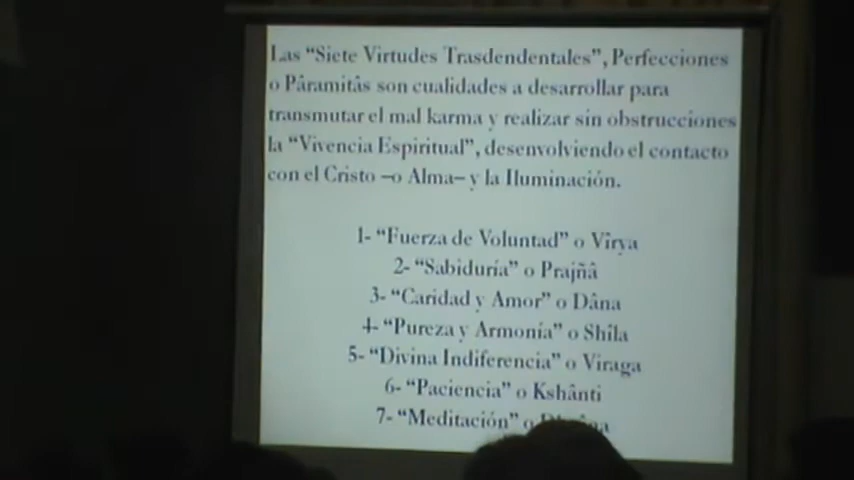 Las “Siete Virtudes Trasdendentales”, Perfecciones
o Pâramitâs son cualidades a desarrollar para
transmutar el mal karma y realizar sin obstrucciones
la “Vivencia Espiritual”, desenvolviendo el contacto
con el Cristo –o Alma– y la Iluminación.
1- “Fuerza de Voluntad” o Vîrya
2- “Sabiduría” o Prajñâ
3- “Caridad y Amor” o Dâna
4- “Pureza y Armonía” o Shila
5- “Divina Indiferencia” o Viraga
6- “Paciencia” o Kshânti
7- “Meditación” o